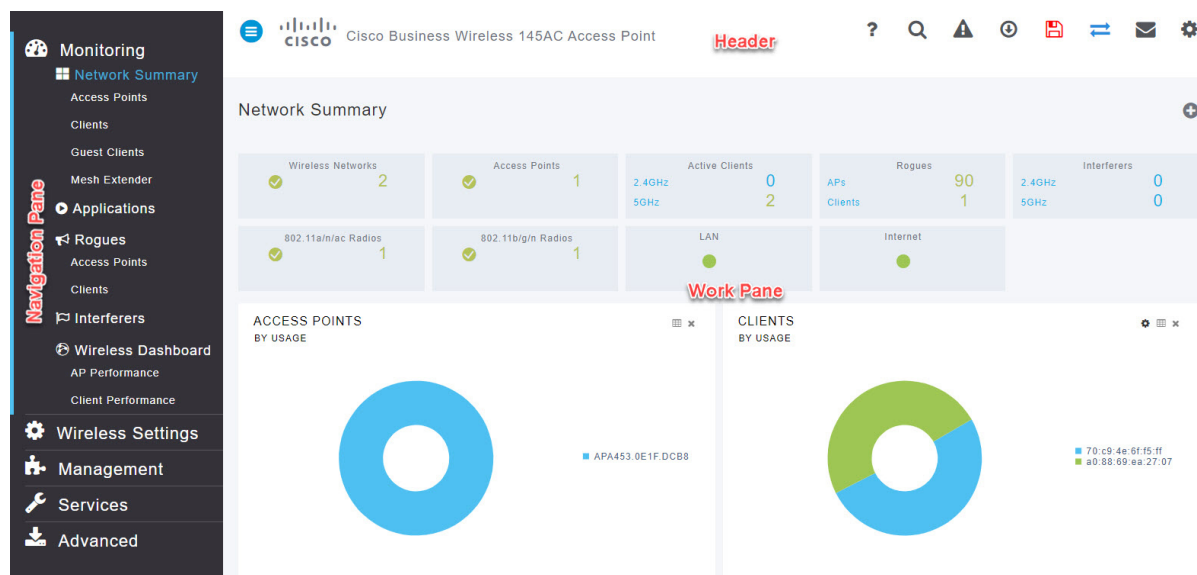 Monitoring
Network Summary
Access Points
Clients
Guest Clients
Mesh Extender
Applications
Rogues
Access Points
Clients
Interferers
Wireless Dashboard
AP Performance
Client Performance
Wireless Settings
Management
Services
Advanced
Navigation Pane
CISCO
Cisco Business Wireless 145AC Access Point
Header
?
Network Summary
Wireless Networks
2
Access Points
1
Active Clients
2.4GHz 0
5GHz 2
Rogues
APs 90
Clients 1
Interferers
2.4GHz 0
5GHz 0
802.11a/n/ac Radios
1
802.11b/g/n Radios
1
LAN
Internet
Work Pane
ACCESS POINTS
BY USAGE
APA453.0E1F.DCB8
CLIENTS
BY USAGE
70:c9:4e:6f:f5:ff
a0:88:69:ea:27:07